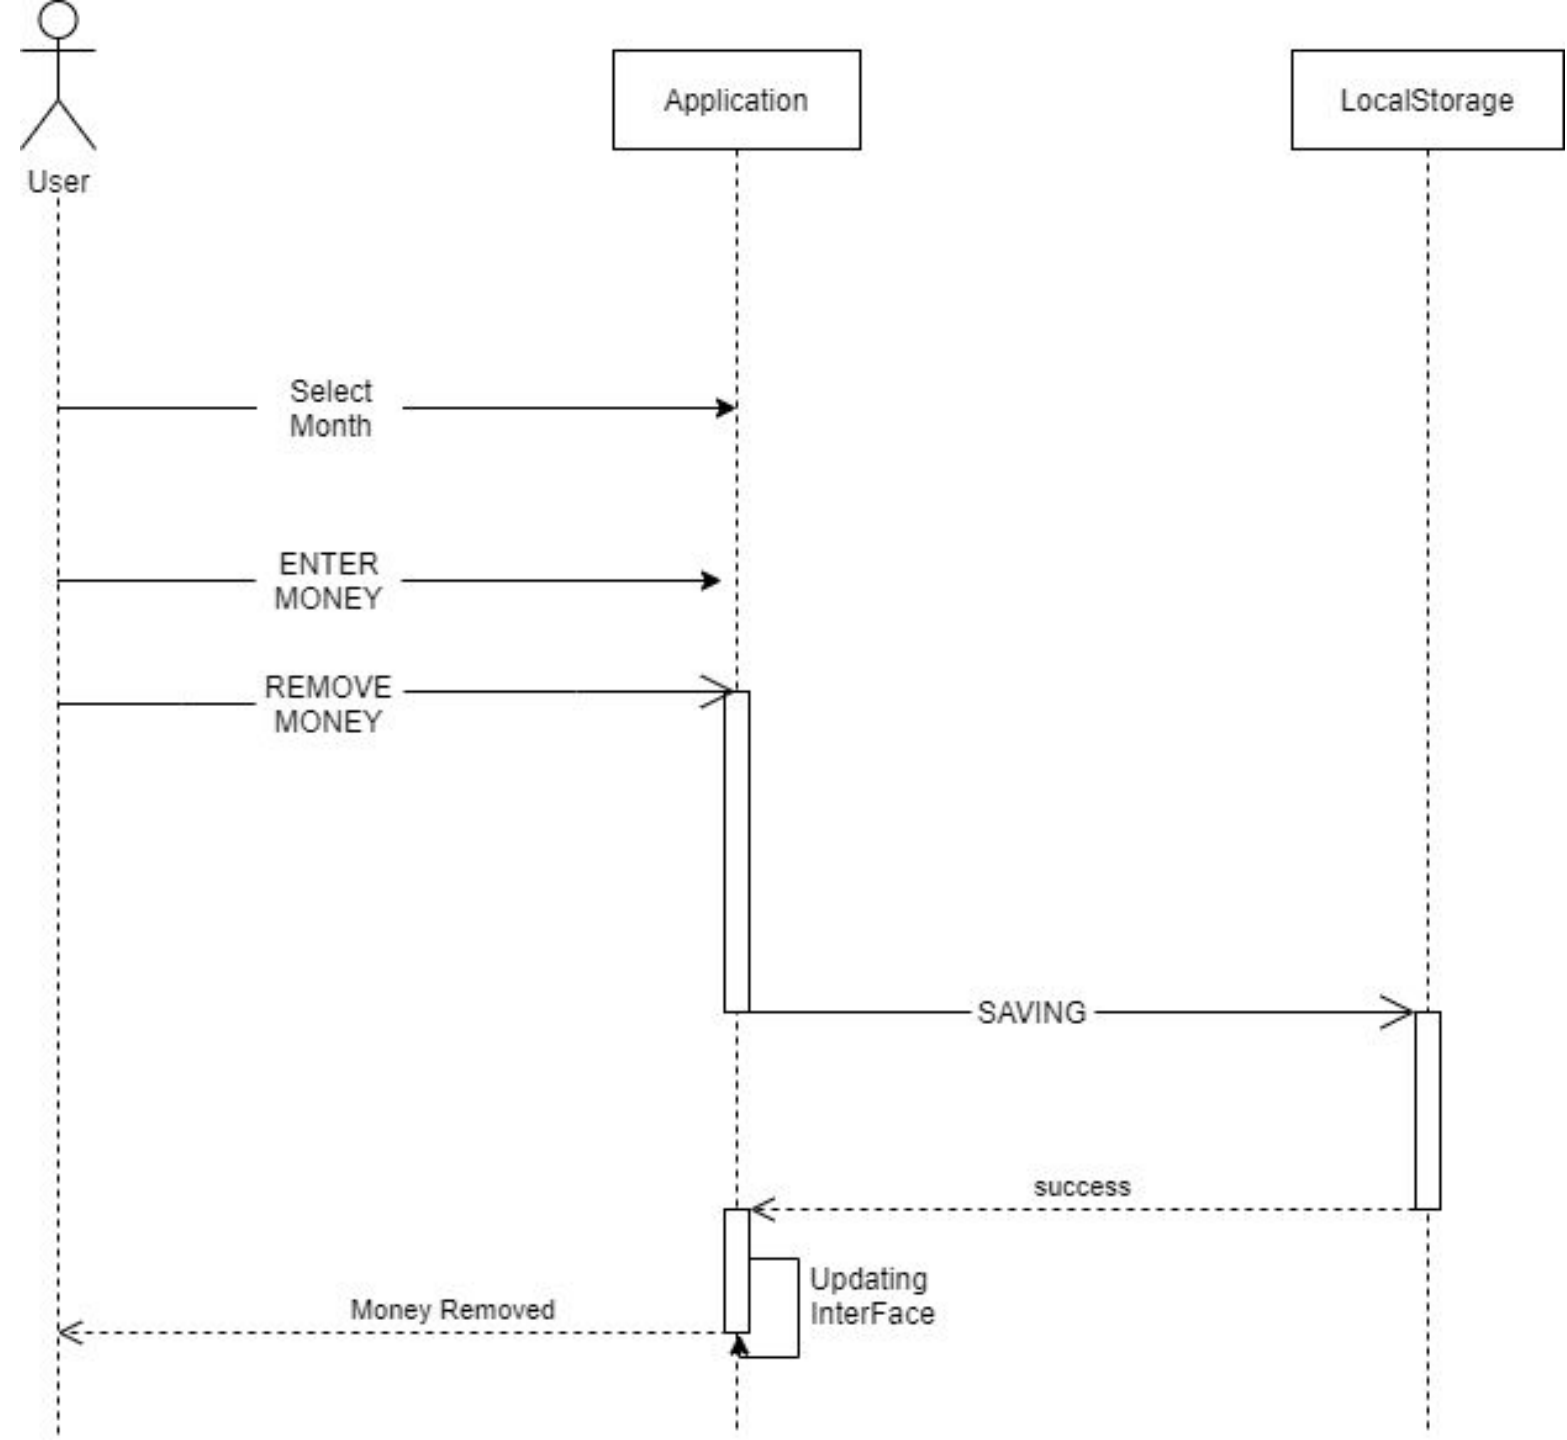 User
Application
LocalStorage
Select
Month
ENTER
MONEY
REMOVE
MONEY
SAVING
success
Updating
InterFace
Money Removed